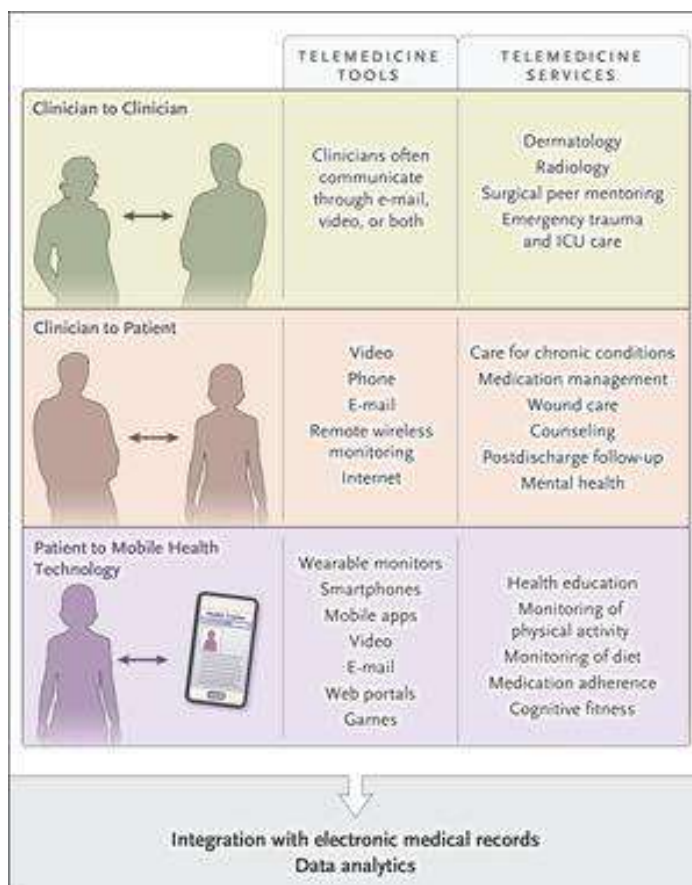 TELEMEDICINE
TOOLS
TELEMEDICINE
SERVICES
Clinician to Clinician
Clinicians often
communicate
through e-mail,
video, or both
Dermatology
Radiology
Surgical peer mentoring
Emergency trauma
and ICU care
Clinician to Patient
Video
Phone
E-mail
Remote wireless
monitoring
Internet
Care for chronic conditions
Medication management
Wound care
Counseling
Postdischarge follow-up
Mental health
Patient to Mobile Health
Technology
Wearable monitors
Smartphones
Mobile apps
Video
E-mail
Web portals
Games
Health education
Monitoring of
physical activity
Monitoring of diet
Medication adherence
Cognitive fitness
Integration with electronic medical records
Data analytics